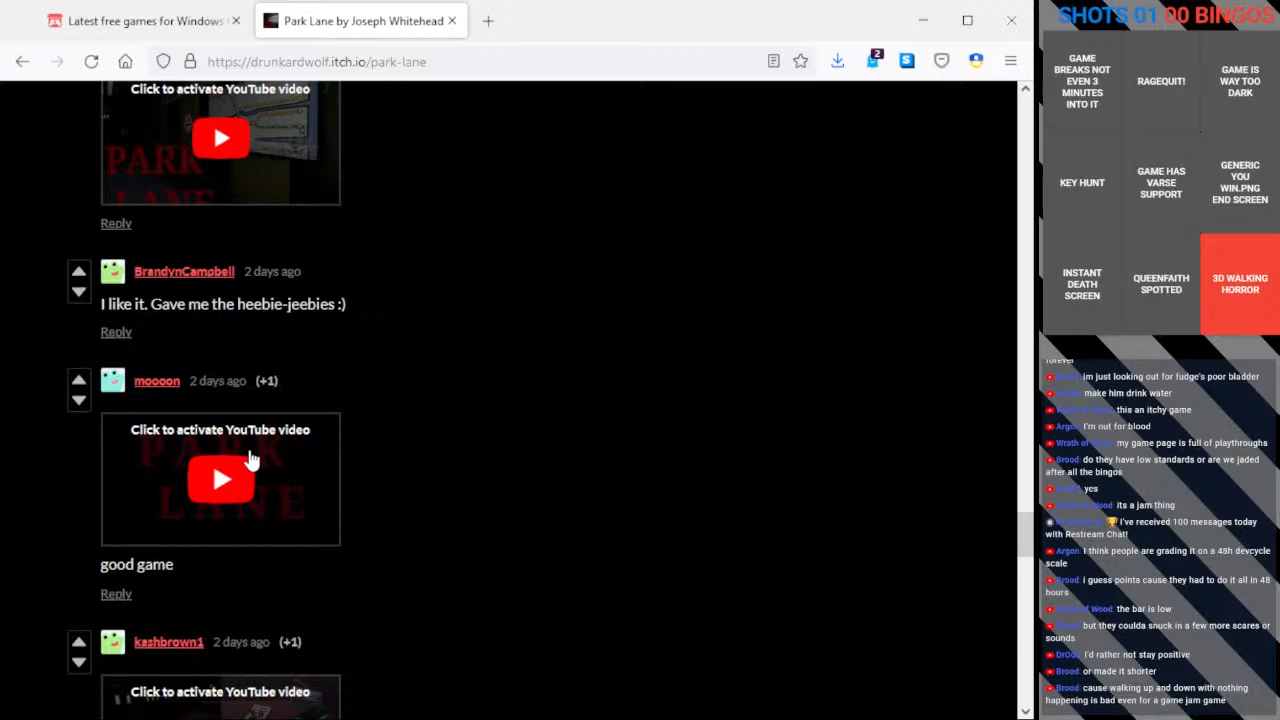 Latest free games for Windows
Park Lane by Joseph Whitehead
2
https://drunkardwolf.itch.io/park-lane
Click to activate YouTube video
PARK
LANE
Reply
BrandynCampbell 2 days ago
I like it. Gave me the heebie-jeebies :)
Reply
moooon 2 days ago (+1)
Click to activate YouTube video
PARK
LANE
good game
Reply
kashbrown1 2 days ago (+1)
Click to activate YouTube video
SHOTS 01 00 BINGOS
GAME
BREAKS NOT
EVEN 3
MINUTES
INTO IT
RAGEQUIT!
GAME IS
WAY TOO
DARK
KEY HUNT
GAME HAS
VARSE
SUPPORT
GENERIC
YOU
WIN.PNG
END SCREEN
INSTANT
DEATH
SCREEN
QUEENFAITH
SPOTTED
3D WALKING
HORROR
forever
im just looking out for fudge's poor bladder
make him drink water
this an itchy game
Argon: I'm out for blood
my game page is full of playthroughs
Brood: do they have low standards or are we jaded
after all the bingos
yes
its a jam thing
I've received 100 messages today
with Restream Chat!
Argon: I think people are grading it on a 48h devcycle
scale
Brood: i guess points cause they had to do it all in 48
hours
the bar is low
but they coulda snuck in a few more scares or
sounds
I'd rather not stay positive
Brood: or made it shorter
Brood: cause walking up and down with nothing
happening is bad even for a game jam game